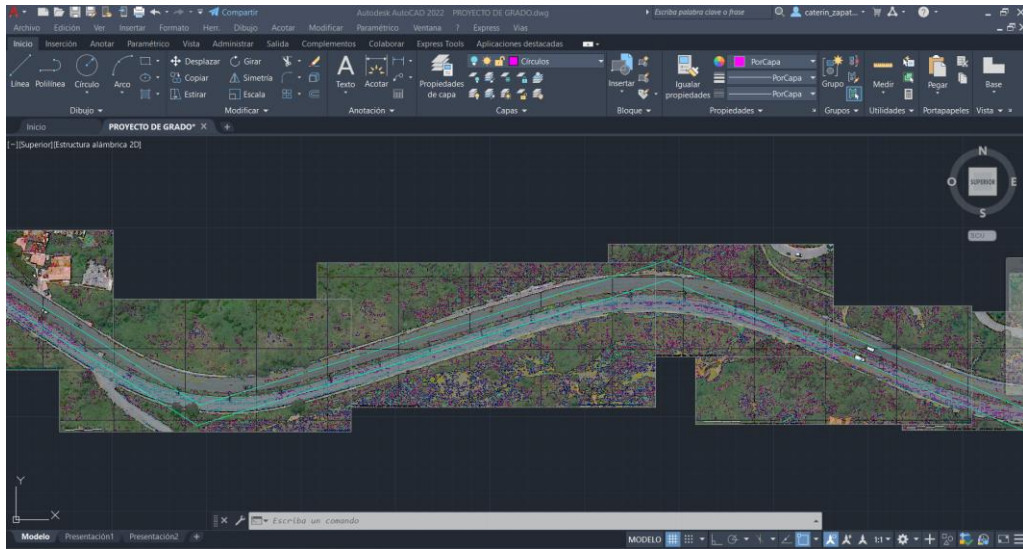 Compartir Autodesk AutoCAD 2022 PROYECTO DE GRADO.dwg Escriba palabra clave o frase caterin_zapat...
Archivo Edición Ver Insertar Formato Herr. Dibujo Acotar Modificar Paramétrico Ventana ? Express Vías
Inicio Inserción Anotar Paramétrico Vista Administrar Salida Complementos Colaborar Express Tools Aplicaciones destacadas
Desplazar Girar Círculos PorCapa
Copiar Simetría PorCapa
Estirar Escala PorCapa
Línea Polilínea Círculo Arco Texto Acotar Propiedades de capa Insertar Igualar propiedades Grupo Medir Pegar Base
Dibujo Modificar Anotación Capas Bloque Propiedades Grupos Utilidades Portapapeles Vista
Inicio PROYECTO DE GRADO* X +
[−][Superior][Estructura alámbrica 2D]
N
O SUPERIOR E
S
SCU
Y
X
Escriba un comando
Modelo Presentación1 Presentación2 + MODELO 1:1